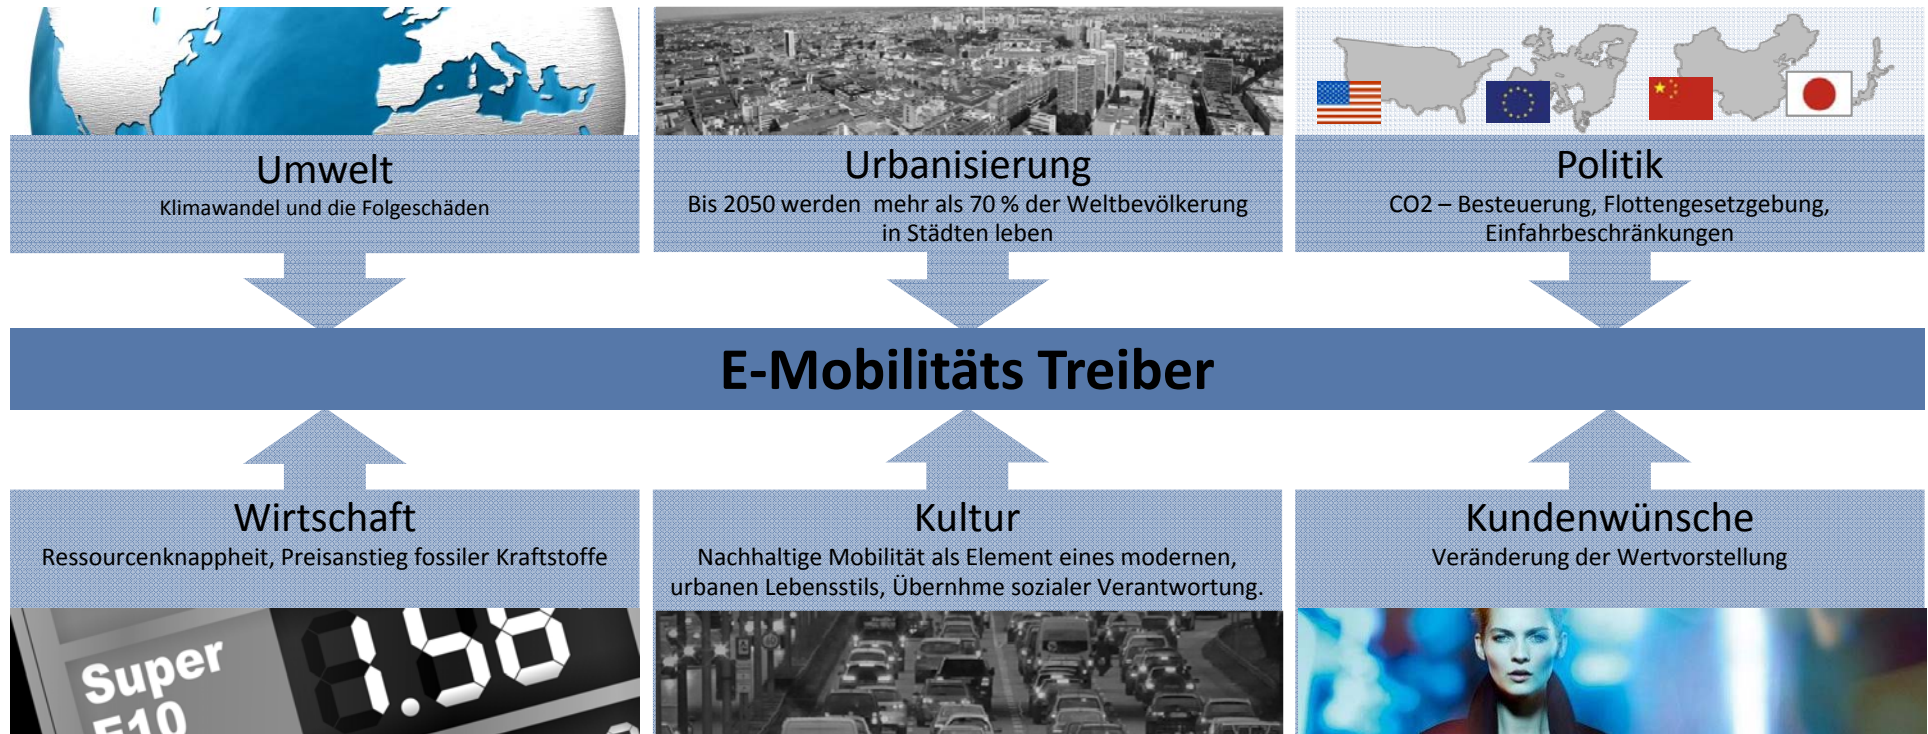 Umwelt
Klimawandel und die Folgeschäden
Urbanisierung
Bis 2050 werden  mehr als 70 % der Weltbevölkerung
in Städten leben
Politik
CO2 – Besteuerung, Flottengesetzgebung,
Einfahrbeschränkungen
E-Mobilitäts Treiber
Wirtschaft
Ressourcenknappheit, Preisanstieg fossiler Kraftstoffe
Kultur
Nachhaltige Mobilität als Element eines modernen,
urbanen Lebensstils, Übernhme sozialer Verantwortung.
Kundenwünsche
Veränderung der Wertvorstellung
Super
E10
1.56